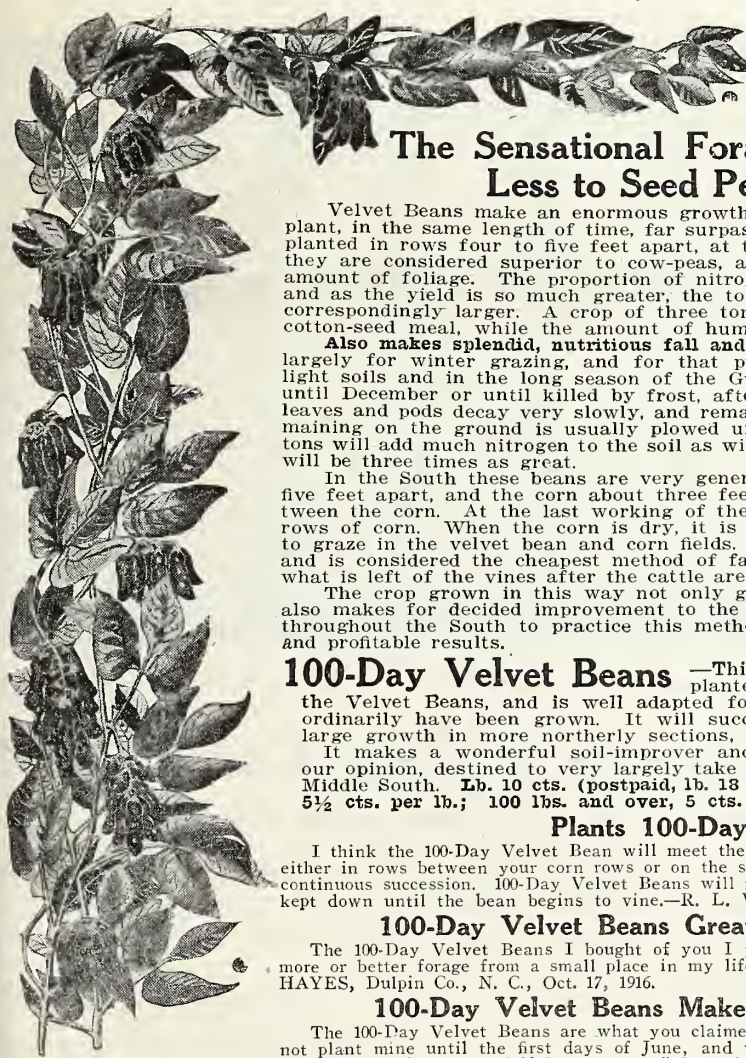 The Sensational Fora
Less to Seed Pe
Velvet Beans make an enormous growth
plant, in the same length of time, far surpas
planted in rows four to five feet apart, at t
they are considered superior to cow-peas, a
amount of foliage. The proportion of nitro
and as the yield is so much greater, the to
correspondingly larger. A crop of three ton
cotton-seed meal, while the amount of hum
Also makes splendid, nutritious fall and
largely for winter grazing, and for that p
light soils and in the long season of the G
until December or until killed by frost, afte
leaves and pods decay very slowly, and rema
maining on the ground is usually plowed u
tons will add much nitrogen to the soil as wi
will be three times as great.
In the South these beans are very gener
five feet apart, and the corn about three fee
tween the corn. At the last working of the
rows of corn. When the corn is dry, it is
to graze in the velvet bean and corn fields.
and is considered the cheapest method of fa
what is left of the vines after the cattle are
The crop grown in this way not only g
also makes for decided improvement to the
throughout the South to practice this metho
and profitable results.
100-Day Velvet Beans —Thi
plante
the Velvet Beans, and is well adapted fo
ordinarily have been grown. It will succ
large growth in more northerly sections,
It makes a wonderful soil-improver and
our opinion, destined to very largely take
Middle South. Lb. 10 cts. (postpaid, lb. 18
5½ cts. per lb.; 100 lbs. and over, 5 cts.
Plants 100-Day
I think the 100-Day Velvet Bean will meet the
either in rows between your corn rows or on the s
continuous succession. 100-Day Velvet Beans will
kept down until the bean begins to vine.—R. L.
100-Day Velvet Beans Grea
The 100-Day Velvet Beans I bought of you I
more or better forage from a small place in my lif
HAYES, Dulpin Co., N. C., Oct. 17, 1916.
100-Day Velvet Beans Make
The 100-Day Velvet Beans are what you claime
not plant mine until the first days of June, and